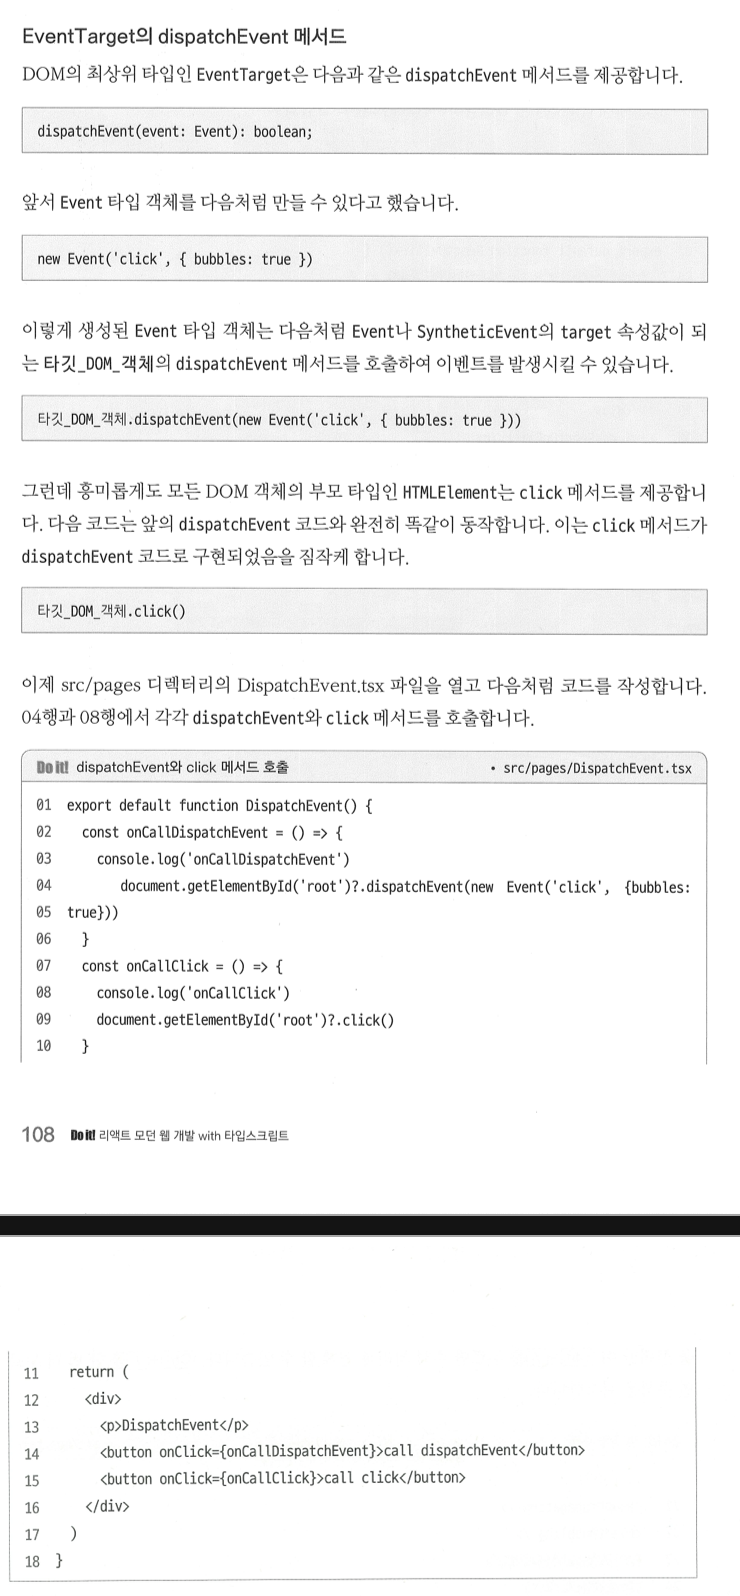 EventTarget의 dispatchEvent 메서드
DOM의 최상위 타입인 EventTarget은 다음과 같은 dispatchEvent 메서드를 제공합니다.
dispatchEvent(event: Event): boolean;
앞서 Event 타입 객체를 다음처럼 만들 수 있다고 했습니다.
new Event('click', { bubbles: true })
이렇게 생성된 Event 타입 객체는 다음처럼 Event나 SyntheticEvent의 target 속성값이 되
는 타깃_DOM_객체의 dispatchEvent 메서드를 호출하여 이벤트를 발생시킬 수 있습니다.
타깃_DOM_객체.dispatchEvent(new Event('click', { bubbles: true }))
그런데 흥미롭게도 모든 DOM 객체의 부모 타입인 HTMLElement는 click 메서드를 제공합니
다. 다음 코드는 앞의 dispatchEvent 코드와 완전히 똑같이 동작합니다. 이는 click 메서드가
dispatchEvent 코드로 구현되었음을 짐작케 합니다.
타깃_DOM_객체.click()
이제 src/pages 디렉터리의 DispatchEvent.tsx 파일을 열고 다음처럼 코드를 작성합니다.
04행과 08행에서 각각 dispatchEvent와 click 메서드를 호출합니다.
Do it! dispatchEvent와 click 메서드 호출 • src/pages/DispatchEvent.tsx
01 export default function DispatchEvent() {
02 const onCallDispatchEvent = () => {
03 console.log('onCallDispatchEvent')
04 document.getElementById('root')?.dispatchEvent(new Event('click', {bubbles:
05 true}))
06 }
07 const onCallClick = () => {
08 console.log('onCallClick')
09 document.getElementById('root')?.click()
10 }
108 Do it! 리액트 모던 웹 개발 with 타입스크립트
11 return (
12 <div>
13 <p>DispatchEvent</p>
14 <button onClick={onCallDispatchEvent}>call dispatchEvent</button>
15 <button onClick={onCallClick}>call click</button>
16 </div>
17 )
18 }